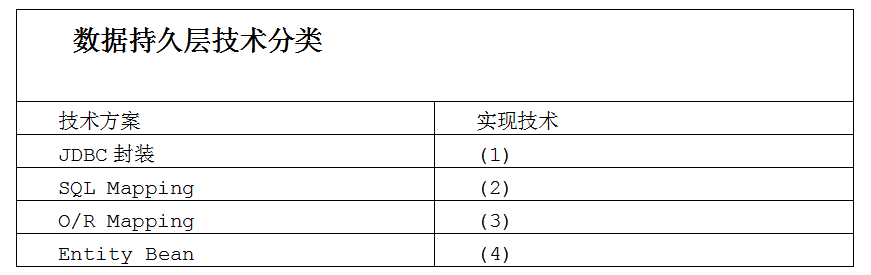 数据持久层技术分类
技术方案 实现技术
JDBC 封装 (1)
SQL Mapping (2)
O/R Mapping (3)
Entity Bean (4)